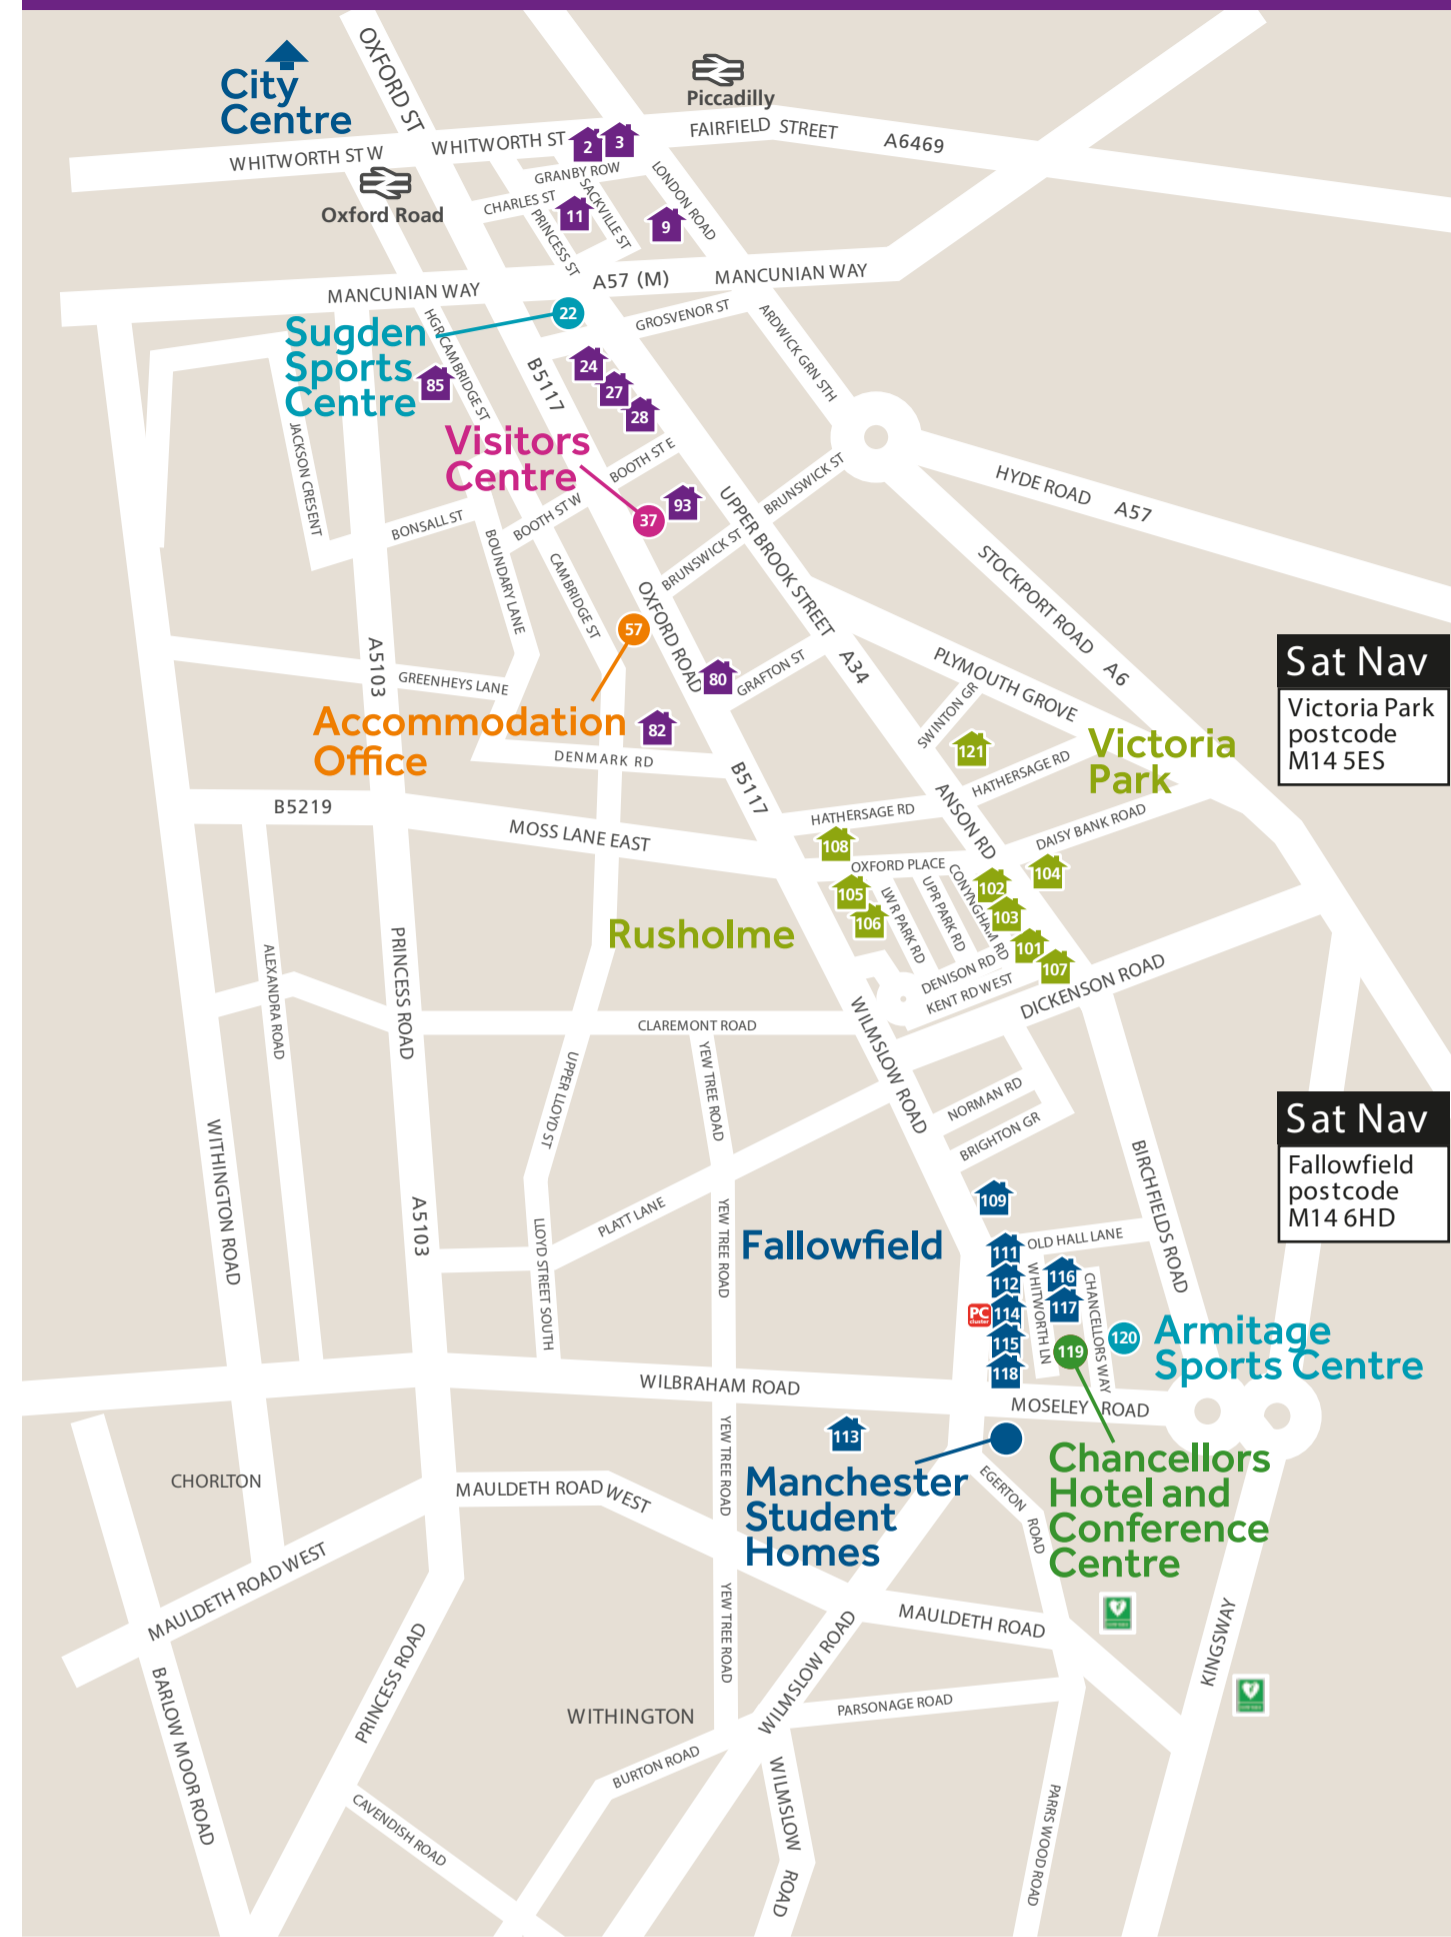 City
Centre
OXFORD ST
Piccadilly
WHITWORTH ST W
WHITWORTH ST
2
3
FAIRFIELD STREET
A6469
GRANBY ROW
LONDON ROAD
Oxford Road
CHARLES ST
SACKVILLE ST
11
9
PRINCESS ST
MANCUNIAN WAY
A57 (M)
MANCUNIAN WAY
Sugden
Sports
Centre
22
HGR CAMBRIDGE ST
GROSVENOR ST
ARDWICK GRN STH
85
B5117
24
27
28
JACKSON CRESENT
Visitors
Centre
BOOTH ST E
37
93
BONSALL ST
BOOTH ST W
BOUNDARY LANE
CAMBRIDGE ST
BRUNSWICK ST
BRUNSWICK ST
UPPER BROOK STREET
HYDE ROAD
A57
STOCKPORT ROAD
A6
OXFORD ROAD
57
A5103
GREENHEYS LANE
80
GRAFTON ST
A34
PLYMOUTH GROVE
SWINTON GR
Sat Nav
Victoria Park
postcode
M14 5ES
Accommodation
Office
82
DENMARK RD
121
Victoria
Park
HATHERSAGE RD
B5117
B5219
MOSS LANE EAST
HATHERSAGE RD
ANSON RD
DAISY BANK ROAD
108
OXFORD PLACE
104
105
106
LWR PARK RD
UPR PARK RD
CONYNGHAM RD
102
103
101
107
Rusholme
DENISON RD
KENT RD WEST
DICKENSON ROAD
ALEXANDRA ROAD
PRINCESS ROAD
CLAREMONT ROAD
WILMSLOW ROAD
UPPER LLOYD ST
YEW TREE ROAD
NORMAN RD
BRIGHTON GR
Sat Nav
Fallowfield
postcode
M14 6HD
WITHINGTON ROAD
A5103
PLATT LANE
LLOYD STREET SOUTH
YEW TREE ROAD
BIRCHFIELDS ROAD
109
Fallowfield
111
OLD HALL LANE
112
116
WHITWORTH LN
CHANCELLORS WAY
PC
cluster
114
117
115
119
120
Armitage
Sports Centre
118
WILBRAHAM ROAD
MOSELEY ROAD
113
YEW TREE ROAD
Manchester
Student
Homes
EGERTON ROAD
Chancellors
Hotel and
Conference
Centre
CHORLTON
MAULDETH ROAD WEST
MAULDETH ROAD WEST
YEW TREE ROAD
MAULDETH ROAD
KINGSWAY
WILMSLOW ROAD
BARLOW MOOR ROAD
PRINCESS ROAD
WITHINGTON
PARSONAGE ROAD
BURTON ROAD
WILMSLOW ROAD
CAVENDISH ROAD
PARRS WOOD ROAD